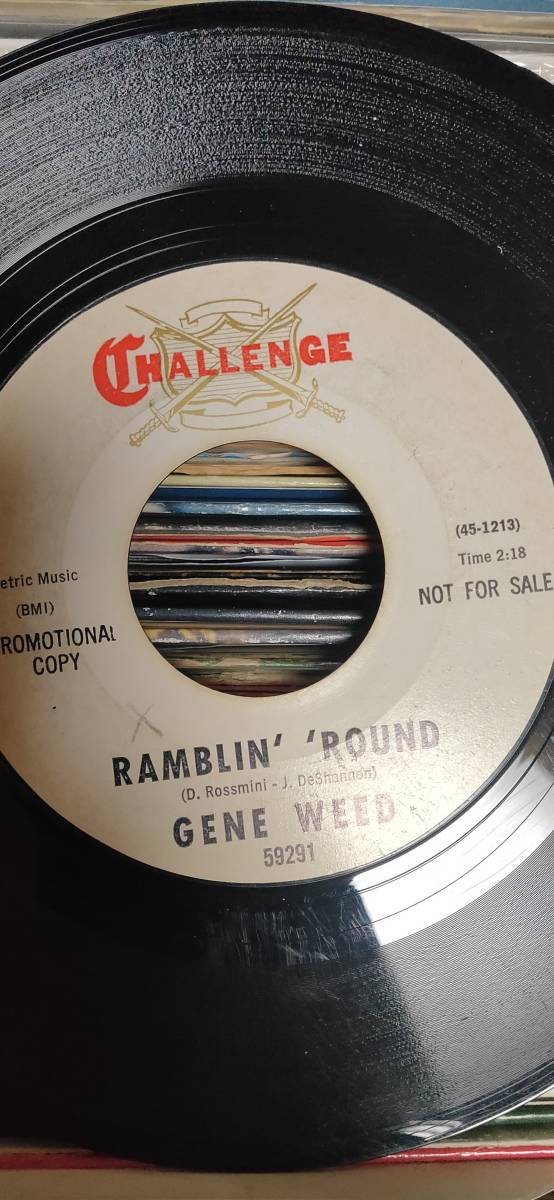 CHALLENGE
(45-1213)
Time 2:18
NOT FOR SALE
etric Music
(BMI)
ROMOTIONAL
COPY
RAMBLIN' 'ROUND
(D. Rossmini - J. DeShannon)
GENE WEED
59291